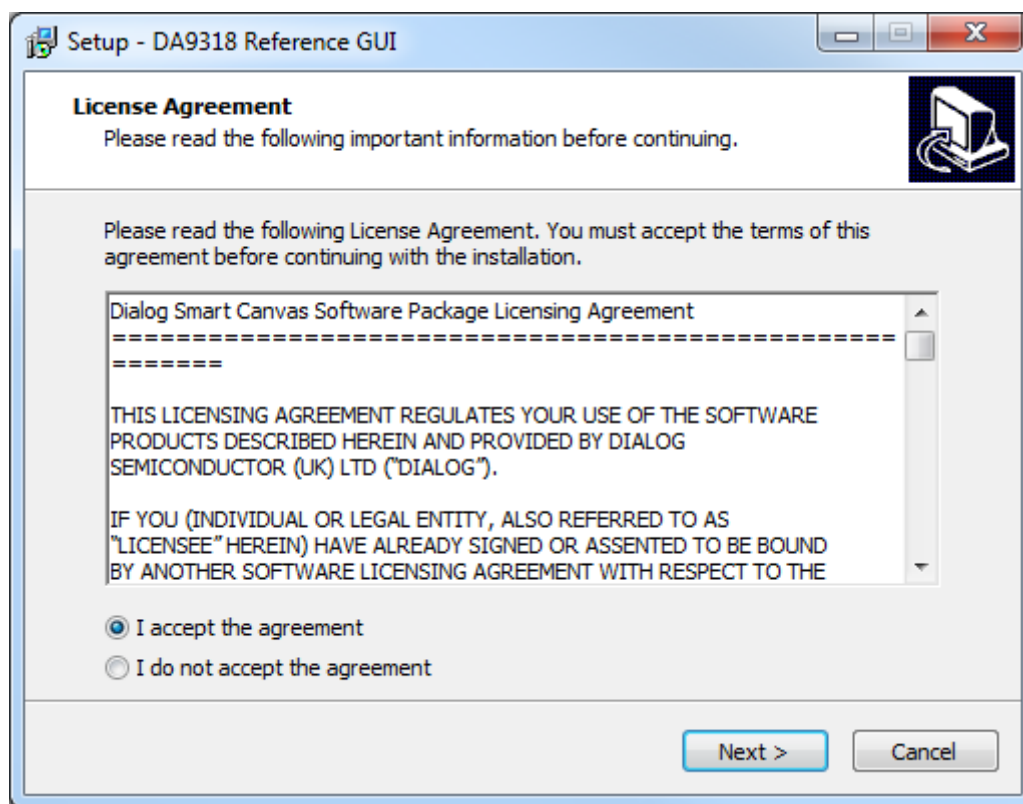 Setup - DA9318 Reference GUI
License Agreement
Please read the following important information before continuing.
Please read the following License Agreement. You must accept the terms of this
agreement before continuing with the installation.
Dialog Smart Canvas Software Package Licensing Agreement
================================================
=======
THIS LICENSING AGREEMENT REGULATES YOUR USE OF THE SOFTWARE
PRODUCTS DESCRIBED HEREIN AND PROVIDED BY DIALOG
SEMICONDUCTOR (UK) LTD (“DIALOG”).
IF YOU (INDIVIDUAL OR LEGAL ENTITY, ALSO REFERRED TO AS
“LICENSEE” HEREIN) HAVE ALREADY SIGNED OR ASSENTED TO BE BOUND
BY ANOTHER SOFTWARE LICENSING AGREEMENT WITH RESPECT TO THE
I accept the agreement
I do not accept the agreement
Next >
Cancel